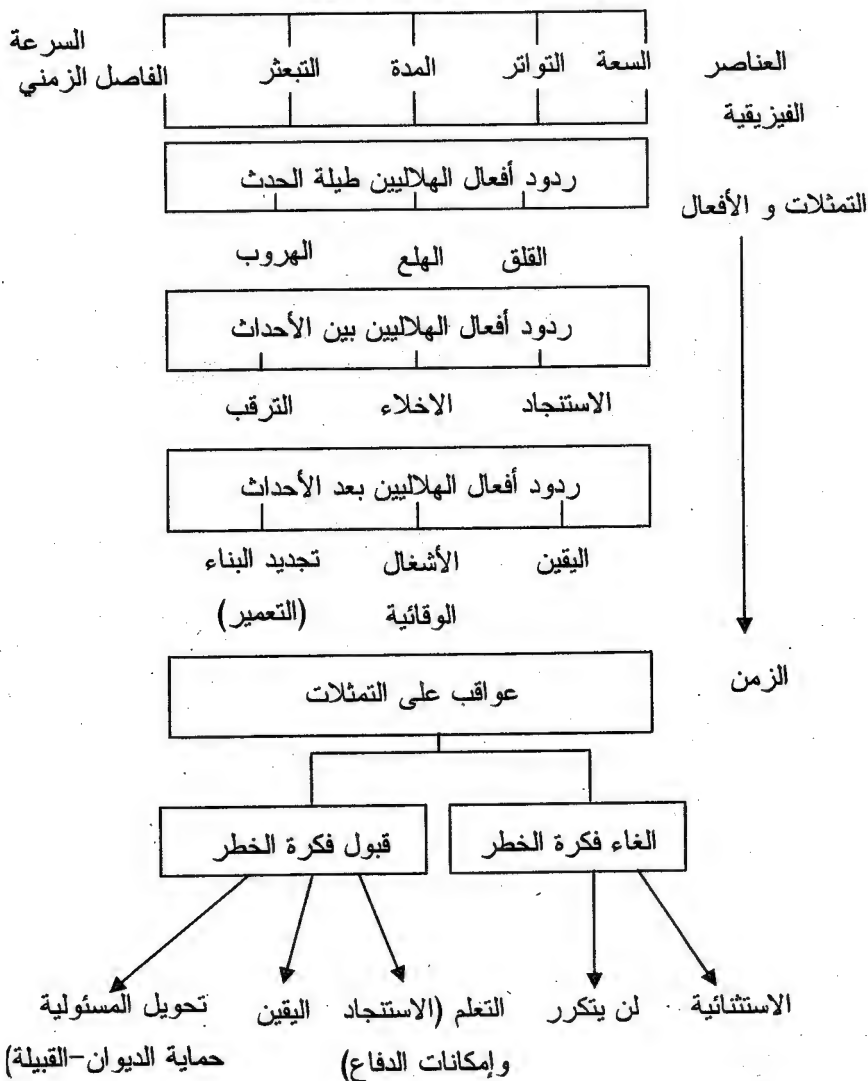 العناصر
الفيزيقية
السعة التواتر المدة التبعثر السرعة
الفاصل الزمني
ردود أفعال الهلاليين طيلة الحدث
التمثلات و الأفعال
القلق الهلع الهروب
ردود أفعال الهلاليين بين الأحداث
الاستنجاد الاخلاء الترقب
ردود أفعال الهلاليين بعد الأحداث
اليقين الأشغال تجديد البناء
الوقائية (التعمير)
الزمن
عواقب على التمثلات
الغاء فكرة الخطر قبول فكرة الخطر
الاستثنائية لن يتكرر التعلم (الاستنجاد اليقين تحويل المسئولية
و إمكانات الدفاع) حماية الديوان-القبيلة)